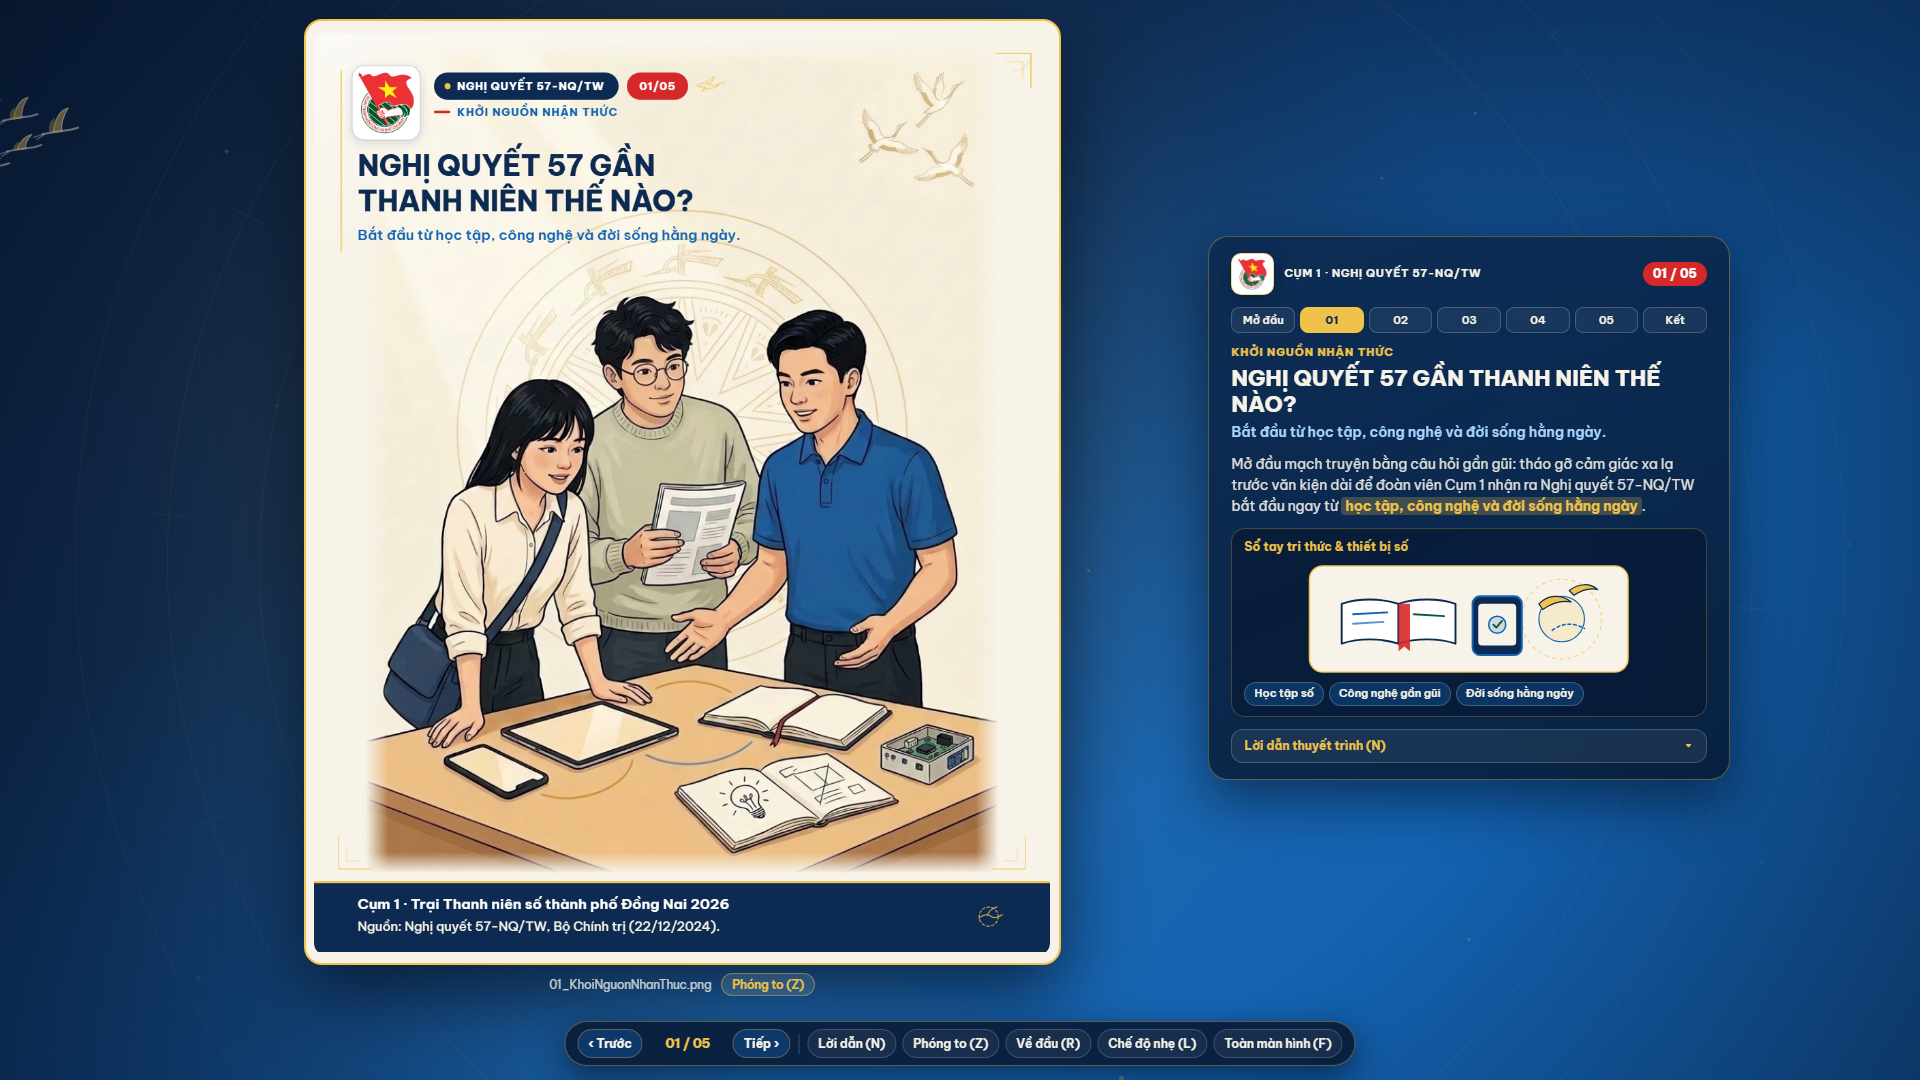 NGHỊ QUYẾT 57-NQ/TW
01/05
KHỞI NGUỒN NHẬN THỨC
NGHỊ QUYẾT 57 GẦN
THANH NIÊN THẾ NÀO?
Bắt đầu từ học tập, công nghệ và đời sống hằng ngày.
Cụm 1 · Trại Thanh niên số thành phố Đồng Nai 2026
Nguồn: Nghị quyết 57-NQ/TW, Bộ Chính trị (22/12/2024).
01_KhoiNguonNhanThuc.png
Phóng to (Z)
CỤM 1 · NGHỊ QUYẾT 57-NQ/TW
01 / 05
Mở đầu
01
02
03
04
05
Kết
KHỞI NGUỒN NHẬN THỨC
NGHỊ QUYẾT 57 GẦN THANH NIÊN THẾ
NÀO?
Bắt đầu từ học tập, công nghệ và đời sống hằng ngày.
Mở đầu mạch truyện bằng câu hỏi gần gũi: tháo gỡ cảm giác xa lạ
trước văn kiện dài để đoàn viên Cụm 1 nhận ra Nghị quyết 57-NQ/TW
bắt đầu ngay từ học tập, công nghệ và đời sống hằng ngày.
Sổ tay tri thức & thiết bị số
Học tập số
Công nghệ gần gũi
Đời sống hằng ngày
Lời dẫn thuyết trình (N)
‹ Trước
01 / 05
Tiếp ›
Lời dẫn (N)
Phóng to (Z)
Về đầu (R)
Chế độ nhẹ (L)
Toàn màn hình (F)